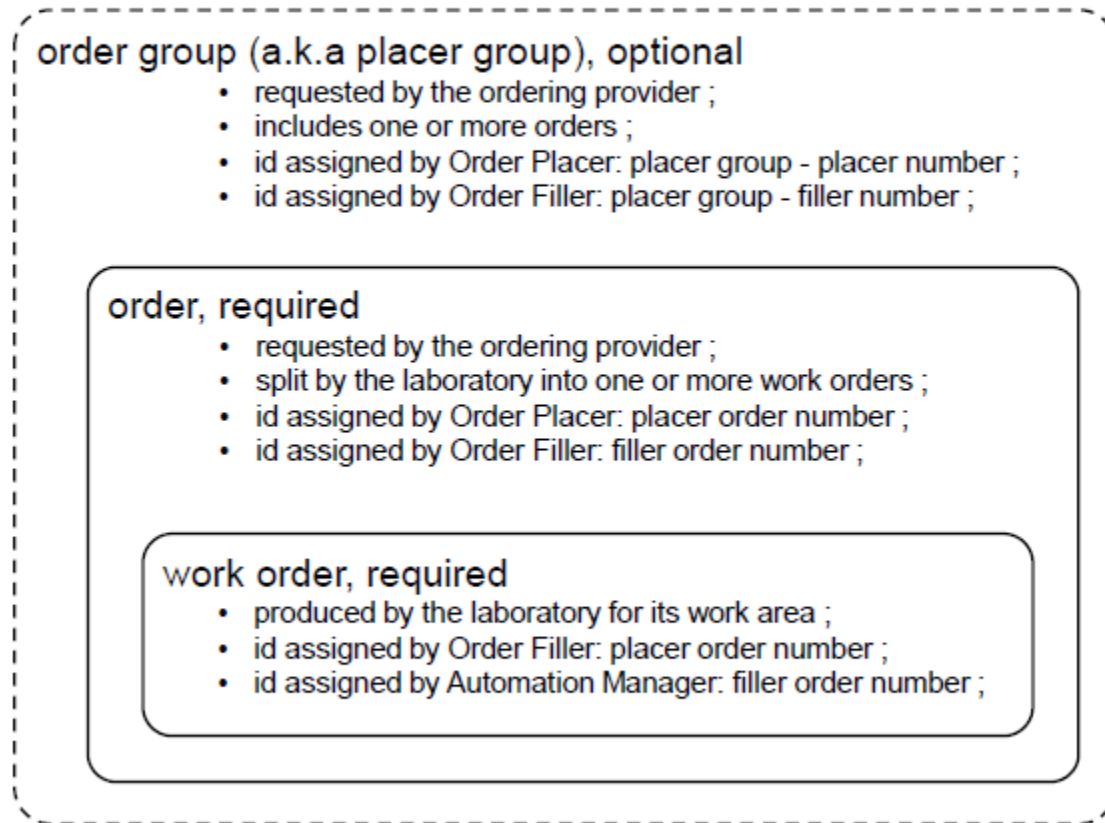 order group (a.k.a placer group), optional
• requested by the ordering provider ;
• includes one or more orders ;
• id assigned by Order Placer: placer group - placer number ;
• id assigned by Order Filler: placer group - filler number ;
order, required
• requested by the ordering provider ;
• split by the laboratory into one or more work orders ;
• id assigned by Order Placer: placer order number ;
• id assigned by Order Filler: filler order number ;
work order, required
• produced by the laboratory for its work area ;
• id assigned by Order Filler: placer order number ;
• id assigned by Automation Manager: filler order number ;